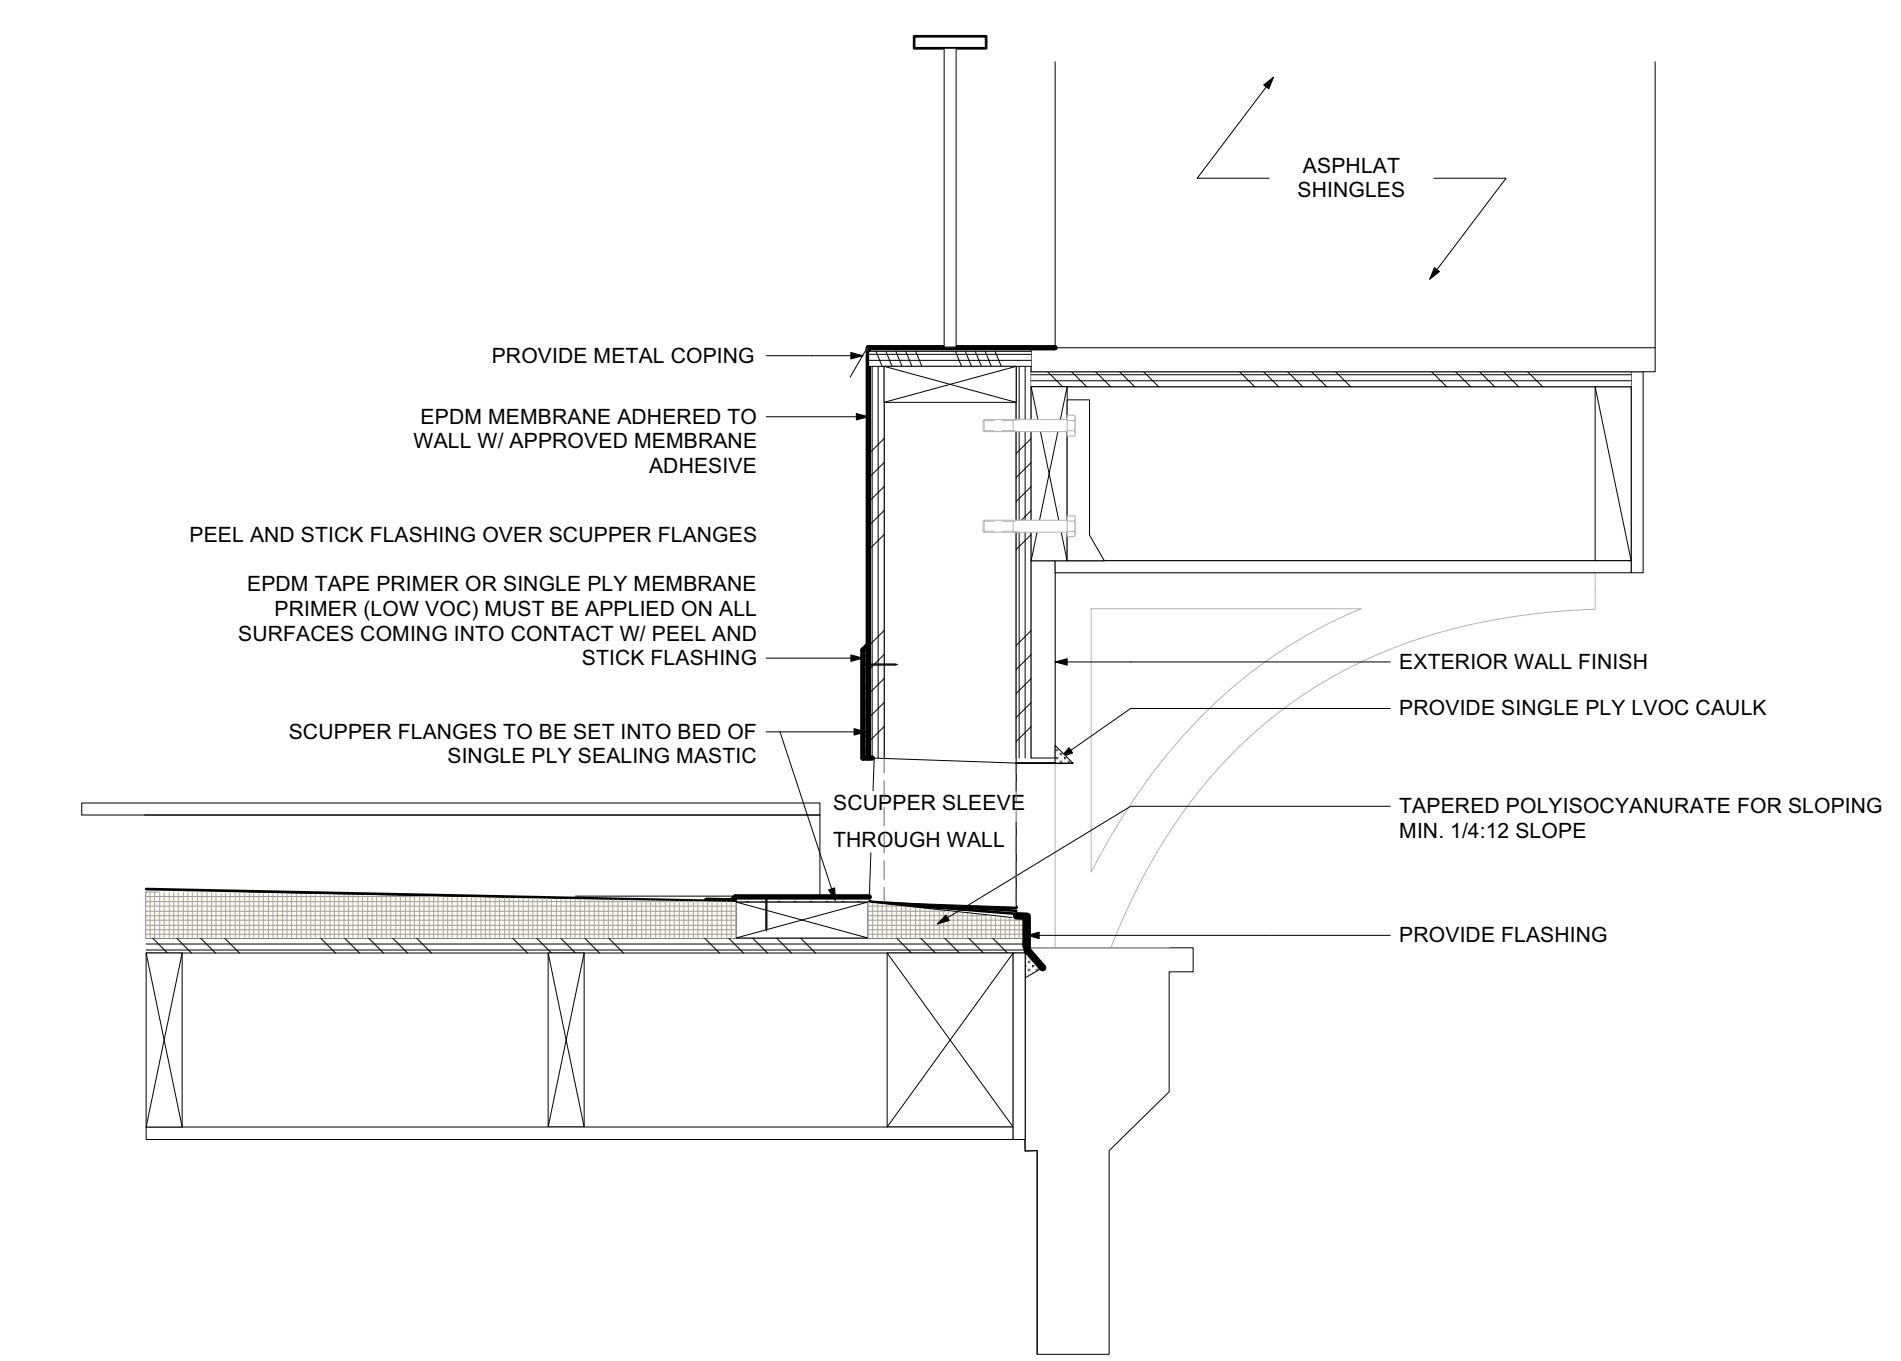 ASPHLAT
SHINGLES
PROVIDE METAL COPING
EPDM MEMBRANE ADHERED TO
WALL W/ APPROVED MEMBRANE
ADHESIVE
PEEL AND STICK FLASHING OVER SCUPPER FLANGES
EPDM TAPE PRIMER OR SINGLE PLY MEMBRANE
PRIMER (LOW VOC) MUST BE APPLIED ON ALL
SURFACES COMING INTO CONTACT W/ PEEL AND
STICK FLASHING
SCUPPER FLANGES TO BE SET INTO BED OF
SINGLE PLY SEALING MASTIC
SCUPPER SLEEVE
THROUGH WALL
EXTERIOR WALL FINISH
PROVIDE SINGLE PLY LVOC CAULK
TAPERED POLYISOCYANURATE FOR SLOPING
MIN. 1/4:12 SLOPE
PROVIDE FLASHING